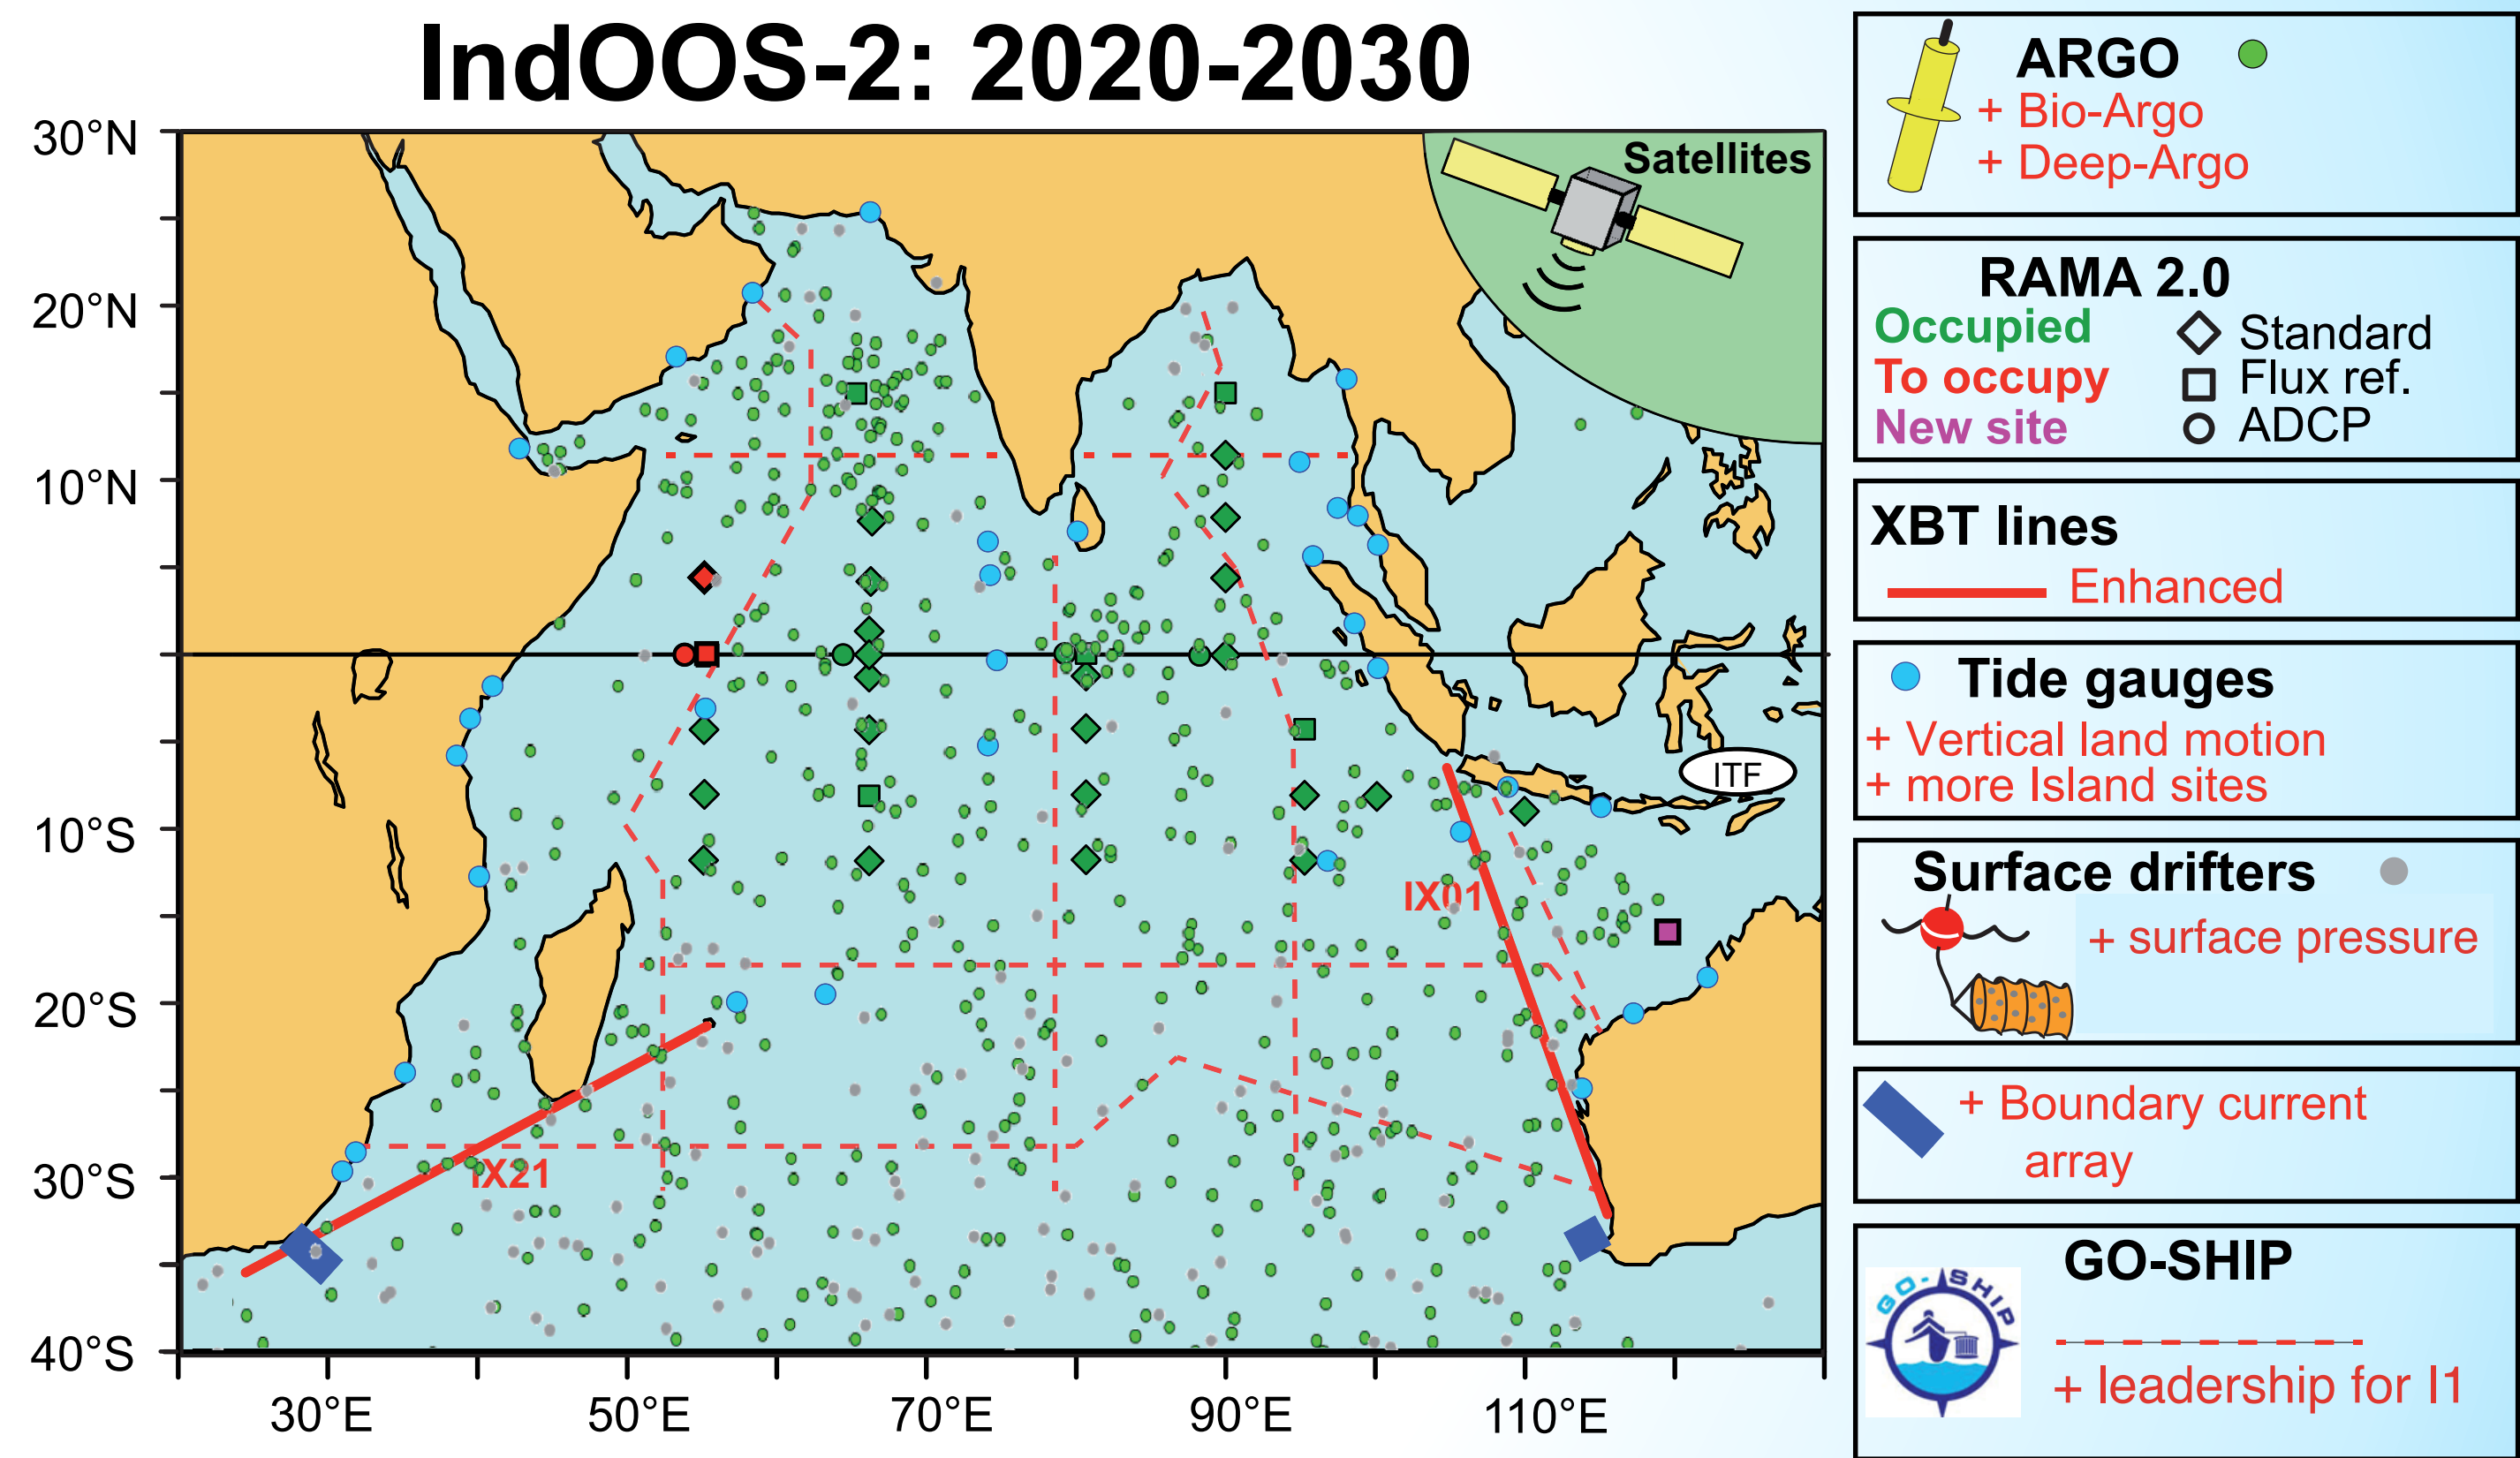 IndOOS-2: 2020-2030
30°N
20°N
10°N
10°S
20°S
30°S
40°S
30°E
50°E
70°E
90°E
110°E
Satellites
ITF
IX01
IX21
ARGO
+ Bio-Argo
+ Deep-Argo
RAMA 2.0
Occupied
Standard
To occupy
Flux ref.
New site
ADCP
XBT lines
Enhanced
Tide gauges
+ Vertical land motion
+ more Island sites
Surface drifters
+ surface pressure
+ Boundary current
array
GO-SHIP
GO-SHIP
+ leadership for I1